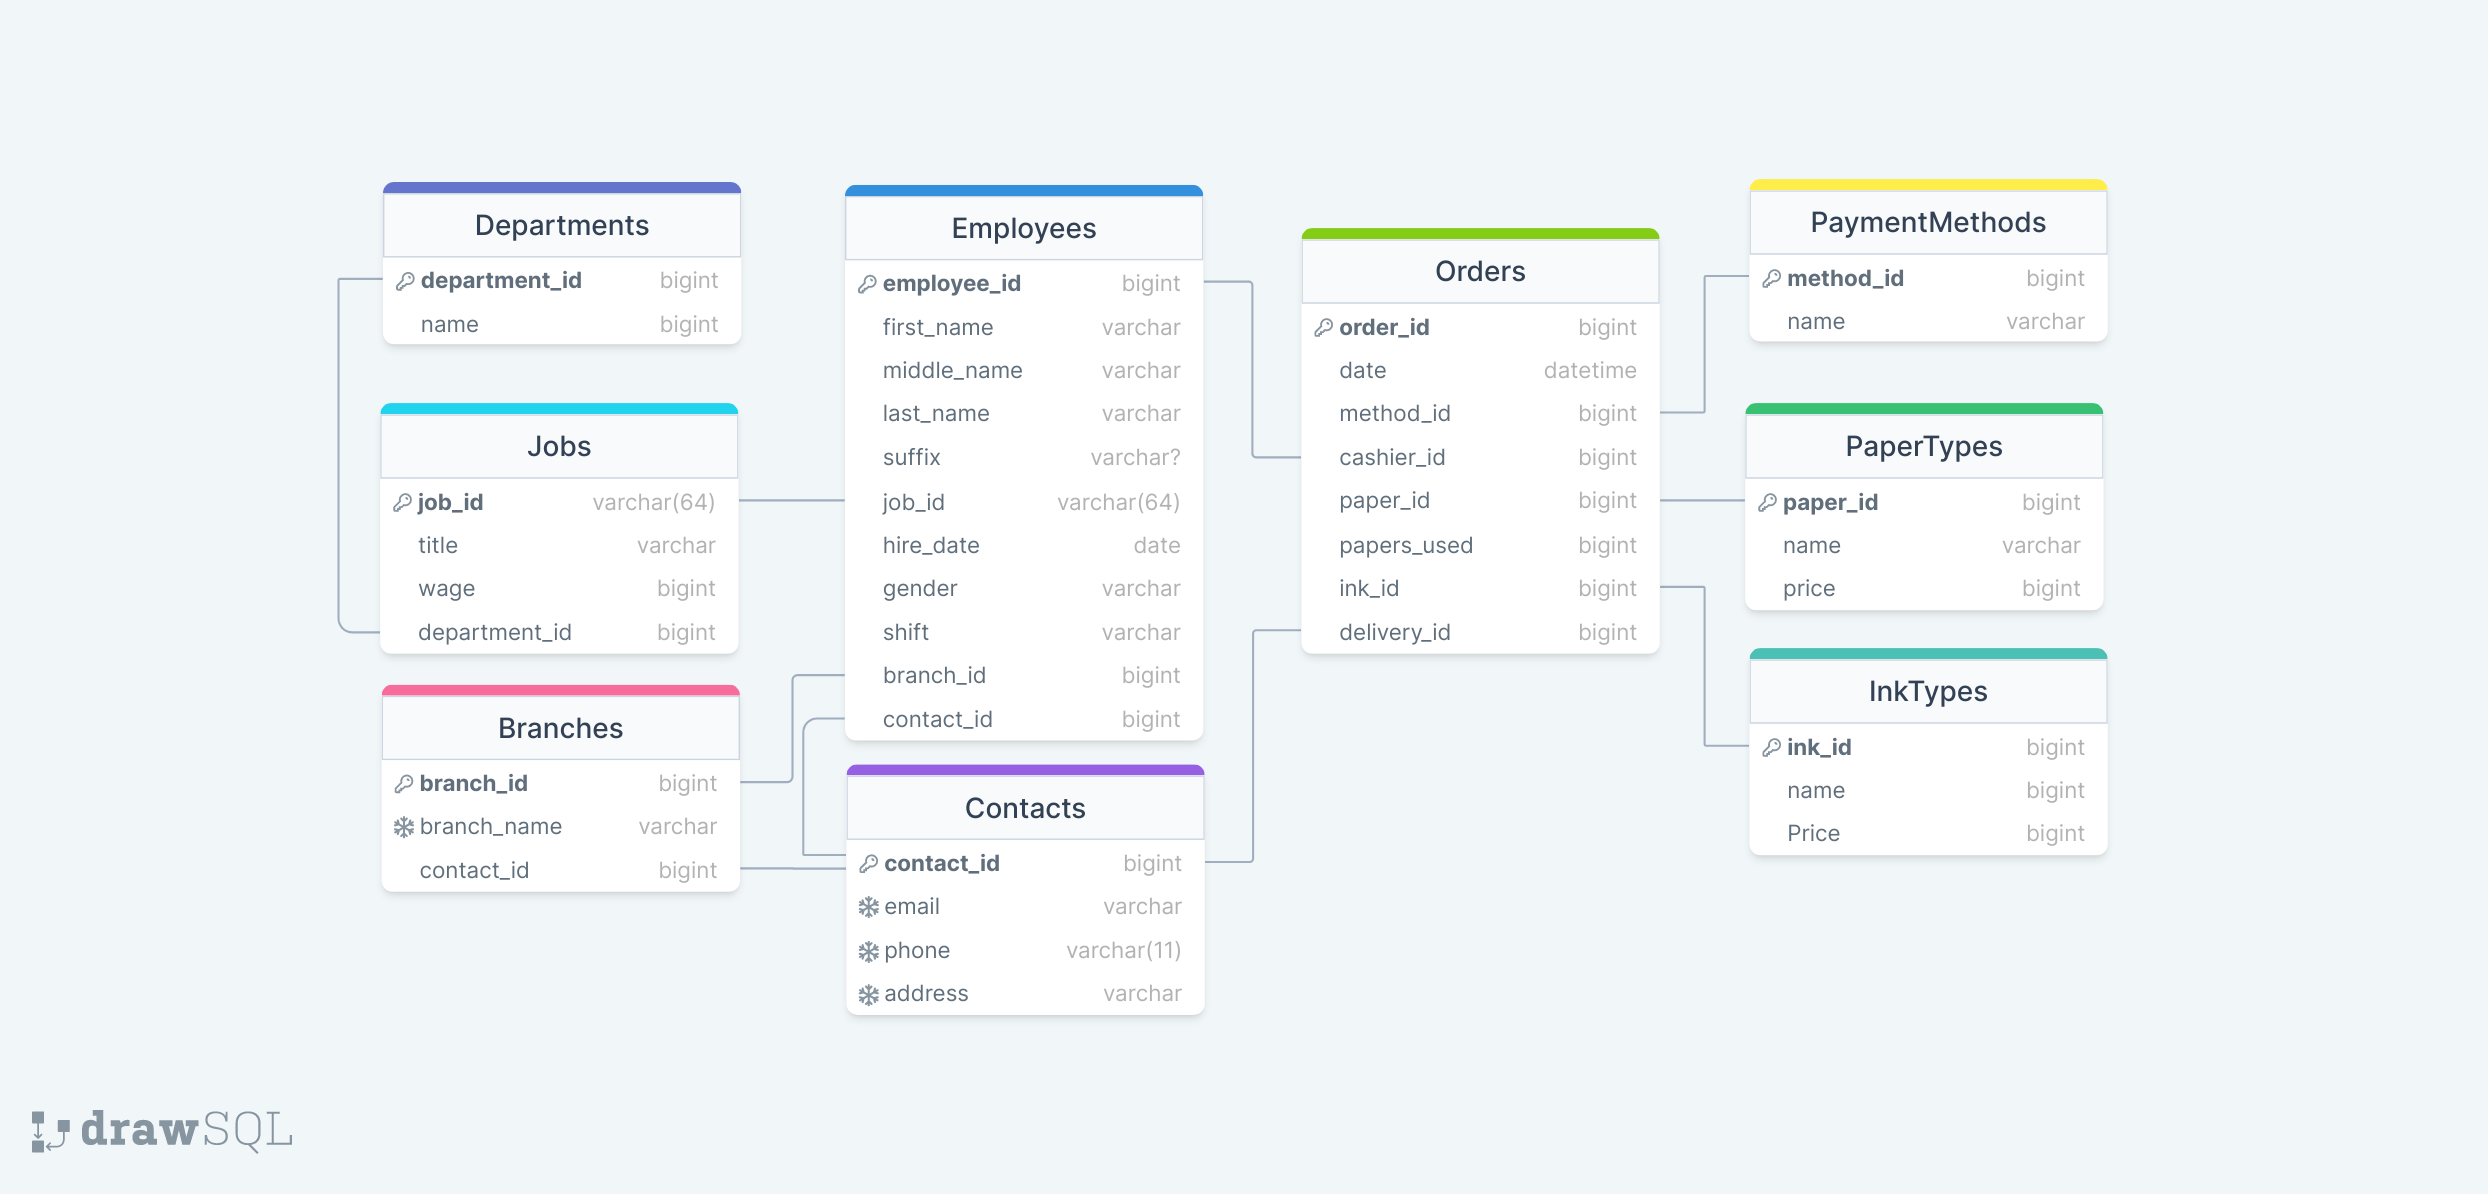 Departments
department_id bigint
name bigint
Jobs
job_id varchar(64)
title varchar
wage bigint
department_id bigint
Branches
branch_id bigint
branch_name varchar
contact_id bigint
Employees
employee_id bigint
first_name varchar
middle_name varchar
last_name varchar
suffix varchar?
job_id varchar(64)
hire_date date
gender varchar
shift varchar
branch_id bigint
contact_id bigint
Contacts
contact_id bigint
email varchar
phone varchar(11)
address varchar
Orders
order_id bigint
date datetime
method_id bigint
cashier_id bigint
paper_id bigint
papers_used bigint
ink_id bigint
delivery_id bigint
PaymentMethods
method_id bigint
name varchar
PaperTypes
paper_id bigint
name varchar
price bigint
InkTypes
ink_id bigint
name bigint
Price bigint
drawSQL